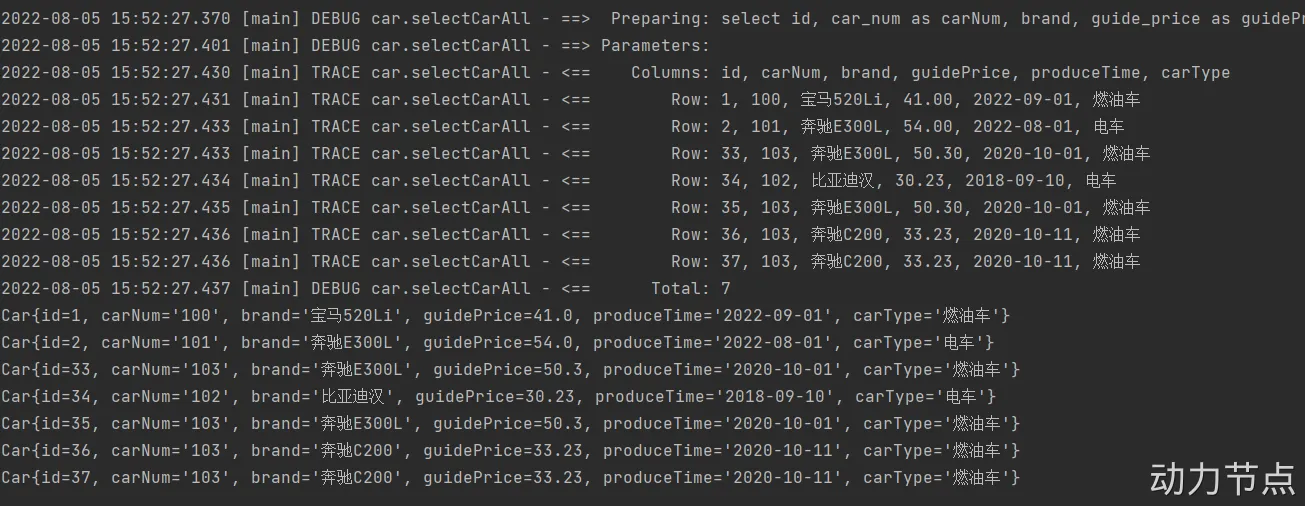 2022-08-05 15:52:27.370 [main] DEBUG car.selectCarAll - ==>  Preparing: select id, car_num as carNum, brand, guide_price as guidePr
2022-08-05 15:52:27.401 [main] DEBUG car.selectCarAll - ==> Parameters:
2022-08-05 15:52:27.430 [main] TRACE car.selectCarAll - <==    Columns: id, carNum, brand, guidePrice, produceTime, carType
2022-08-05 15:52:27.431 [main] TRACE car.selectCarAll - <==        Row: 1, 100, 宝马520Li, 41.00, 2022-09-01, 燃油车
2022-08-05 15:52:27.433 [main] TRACE car.selectCarAll - <==        Row: 2, 101, 奔驰E300L, 54.00, 2022-08-01, 电车
2022-08-05 15:52:27.433 [main] TRACE car.selectCarAll - <==        Row: 33, 103, 奔驰E300L, 50.30, 2020-10-01, 燃油车
2022-08-05 15:52:27.434 [main] TRACE car.selectCarAll - <==        Row: 34, 102, 比亚迪汉, 30.23, 2018-09-10, 电车
2022-08-05 15:52:27.435 [main] TRACE car.selectCarAll - <==        Row: 35, 103, 奔驰E300L, 50.30, 2020-10-01, 燃油车
2022-08-05 15:52:27.436 [main] TRACE car.selectCarAll - <==        Row: 36, 103, 奔驰C200, 33.23, 2020-10-11, 燃油车
2022-08-05 15:52:27.436 [main] TRACE car.selectCarAll - <==        Row: 37, 103, 奔驰C200, 33.23, 2020-10-11, 燃油车
2022-08-05 15:52:27.437 [main] DEBUG car.selectCarAll - <==      Total: 7
Car{id=1, carNum='100', brand='宝马520Li', guidePrice=41.0, produceTime='2022-09-01', carType='燃油车'}
Car{id=2, carNum='101', brand='奔驰E300L', guidePrice=54.0, produceTime='2022-08-01', carType='电车'}
Car{id=33, carNum='103', brand='奔驰E300L', guidePrice=50.3, produceTime='2020-10-01', carType='燃油车'}
Car{id=34, carNum='102', brand='比亚迪汉', guidePrice=30.23, produceTime='2018-09-10', carType='电车'}
Car{id=35, carNum='103', brand='奔驰E300L', guidePrice=50.3, produceTime='2020-10-01', carType='燃油车'}
Car{id=36, carNum='103', brand='奔驰C200', guidePrice=33.23, produceTime='2020-10-11', carType='燃油车'}
Car{id=37, carNum='103', brand='奔驰C200', guidePrice=33.23, produceTime='2020-10-11', carType='燃油车'}
动力节点